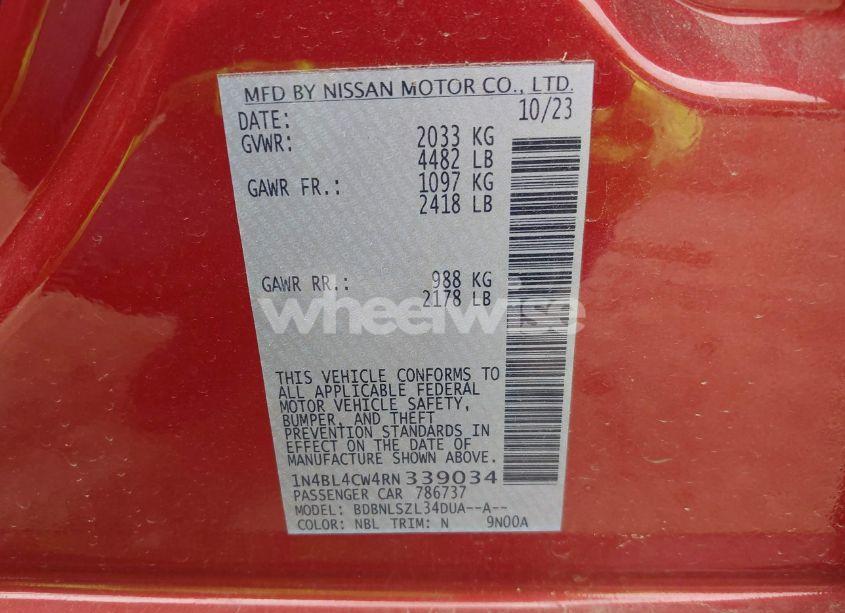 MFD BY NISSAN MOTOR CO., LTD.
DATE: 10/23
GVWR: 2033 KG
4482 LB
GAWR FR.: 1097 KG
2418 LB
GAWR RR.: 988 KG
2178 LB
wheelwise
THIS VEHICLE CONFORMS TO
ALL APPLICABLE FEDERAL
MOTOR VEHICLE SAFETY,
BUMPER, AND THEFT
PREVENTION STANDARDS IN
EFFECT ON THE DATE OF
MANUFACTURE SHOWN ABOVE.
1N4BL4CW4RN339034
PASSENGER CAR 786737
MODEL: BDBNLSZL34DUA--A--
COLOR: NBL TRIM: N 9N00A